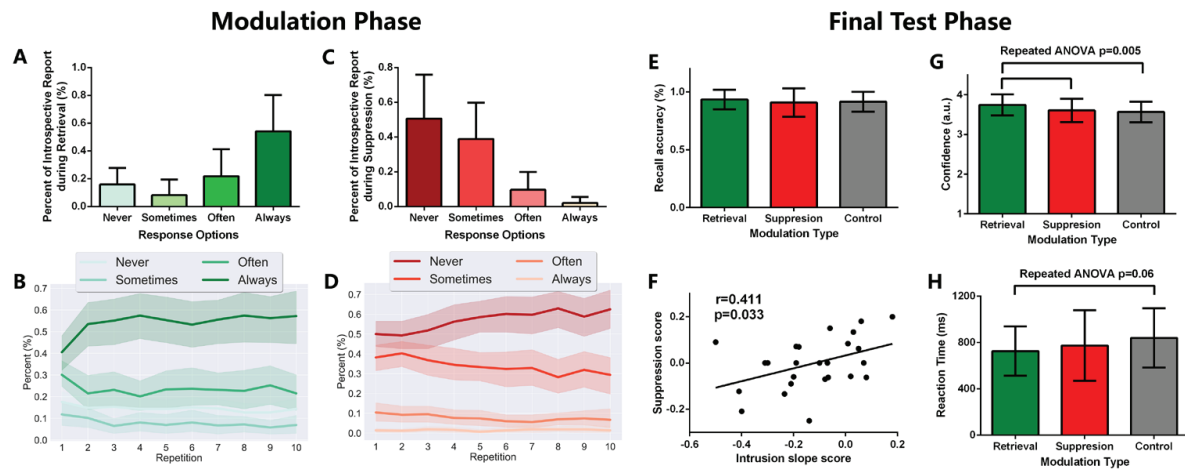 Modulation Phase
Final Test Phase
A
Percent of Introspective Report
during Retrieval (%)
1.0
0.8
0.6
0.4
0.2
0.0
Never Sometimes Often Always
Response Options
C
Percent of Introspective Report
during Suppression (%)
0.8
0.6
0.4
0.2
0.0
Never Sometimes Often Always
Response Options
B
Never Often
Sometimes Always
Percent (%)
0.7
0.6
0.5
0.4
0.3
0.2
0.1
0.0
1 2 3 4 5 6 7 8 9 10
Repetition
D
Never Often
Sometimes Always
Percent (%)
0.7
0.6
0.5
0.4
0.3
0.2
0.1
0.0
1 2 3 4 5 6 7 8 9 10
Repetition
E
Recall accuracy (%)
1.0
0.5
0.0
Retrieval Suppresion Control
Modulation Type
G
Repeated ANOVA p=0.005
Confidence (a.u.)
4
3
2
1
Retrieval Suppresion Control
Modulation Type
F
r=0.411
p=0.033
Suppression score
0.2
0.0
-0.2
-0.6 -0.4 -0.2 0.0 0.2
Intrusion slope score
H
Repeated ANOVA p=0.06
Reaction Time (ms)
1200
800
400
0
Retrieval Suppresion Control
Modulation Type